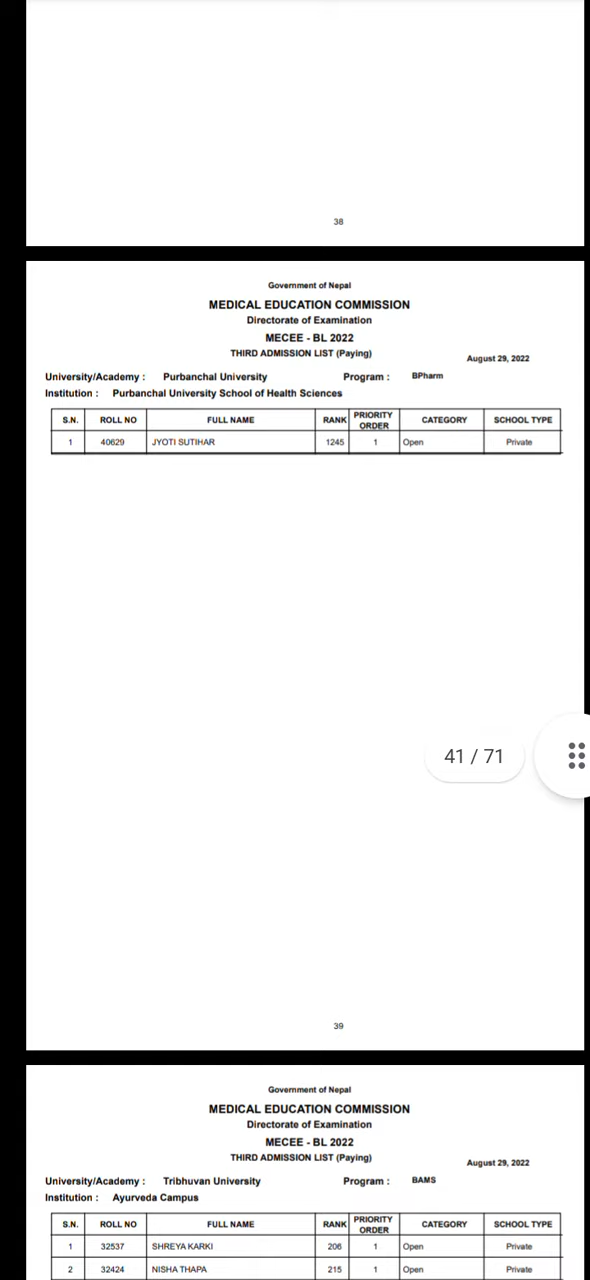 38
Government of Nepal
MEDICAL EDUCATION COMMISSION
Directorate of Examination
MECEE - BL 2022
THIRD ADMISSION LIST (Paying)
August 29, 2022
University/Academy : Purbanchal University Program : BPharm
Institution : Purbanchal University School of Health Sciences
S.N. ROLL NO FULL NAME RANK PRIORITY ORDER CATEGORY SCHOOL TYPE
1 40629 JYOTI SUTIHAR 1245 1 Open Private
41 / 71
39
Government of Nepal
MEDICAL EDUCATION COMMISSION
Directorate of Examination
MECEE - BL 2022
THIRD ADMISSION LIST (Paying)
August 29, 2022
University/Academy : Tribhuvan University Program : BAMS
Institution : Ayurveda Campus
S.N. ROLL NO FULL NAME RANK PRIORITY ORDER CATEGORY SCHOOL TYPE
1 32537 SHREYA KARKI 206 1 Open Private
2 32424 NISHA THAPA 215 1 Open Private